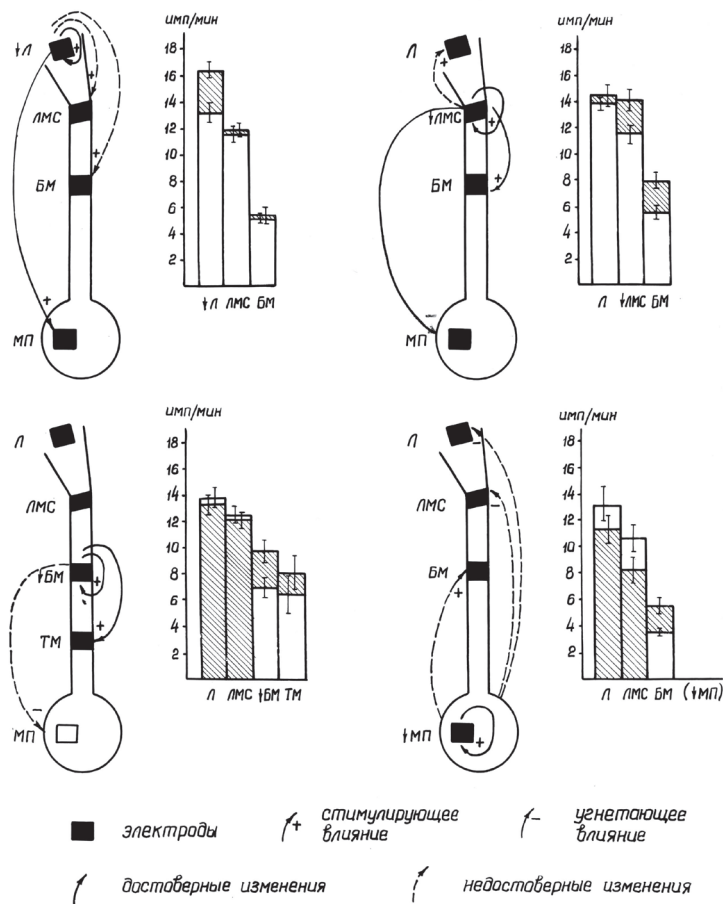 имп/мин
18
16
14
12
10
8
6
4
2
↓Л ЛМС БМ
↓Л
+
+
ЛМС
+
БМ
+
МП
имп/мин
18
16
14
12
10
8
6
4
2
Л ↓ЛМС БМ
Л
+
↓ЛМС
+
БМ
+
−
МП
имп/мин
18
16
14
12
10
8
6
4
2
Л ЛМС ↓БМ ТМ
Л
ЛМС
↓БМ
+
ТМ
+
−
МП
имп/мин
18
16
14
12
10
8
6
4
2
Л ЛМС БМ (↓МП)
Л
−
ЛМС
−
БМ
+
↓МП
+
электроды
+ стимулирующее
влияние
− угнетающее
влияние
достоверные изменения
недостоверные изменения